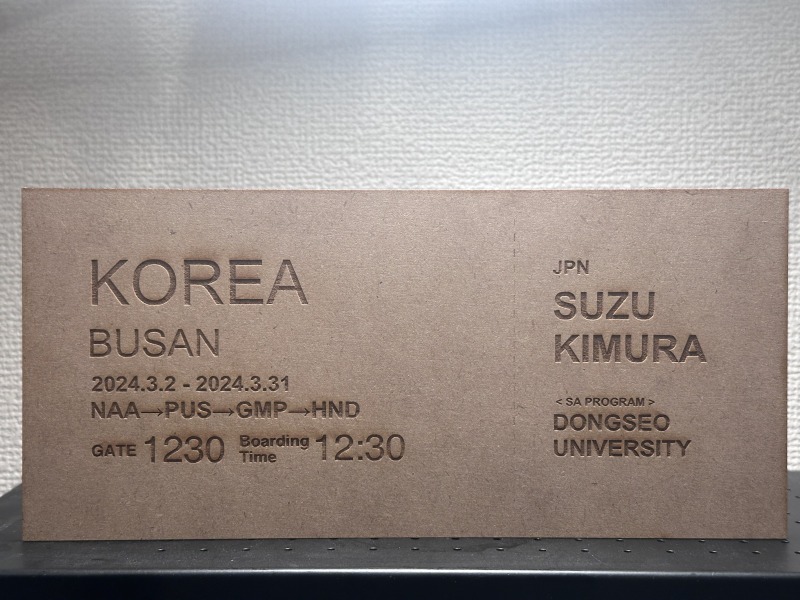 KOREA
BUSAN
2024.3.2 - 2024.3.31
NAA→PUS→GMP→HND
GATE 1230 Boarding Time 12:30
JPN
SUZU
KIMURA
< SA PROGRAM >
DONGSEO
UNIVERSITY